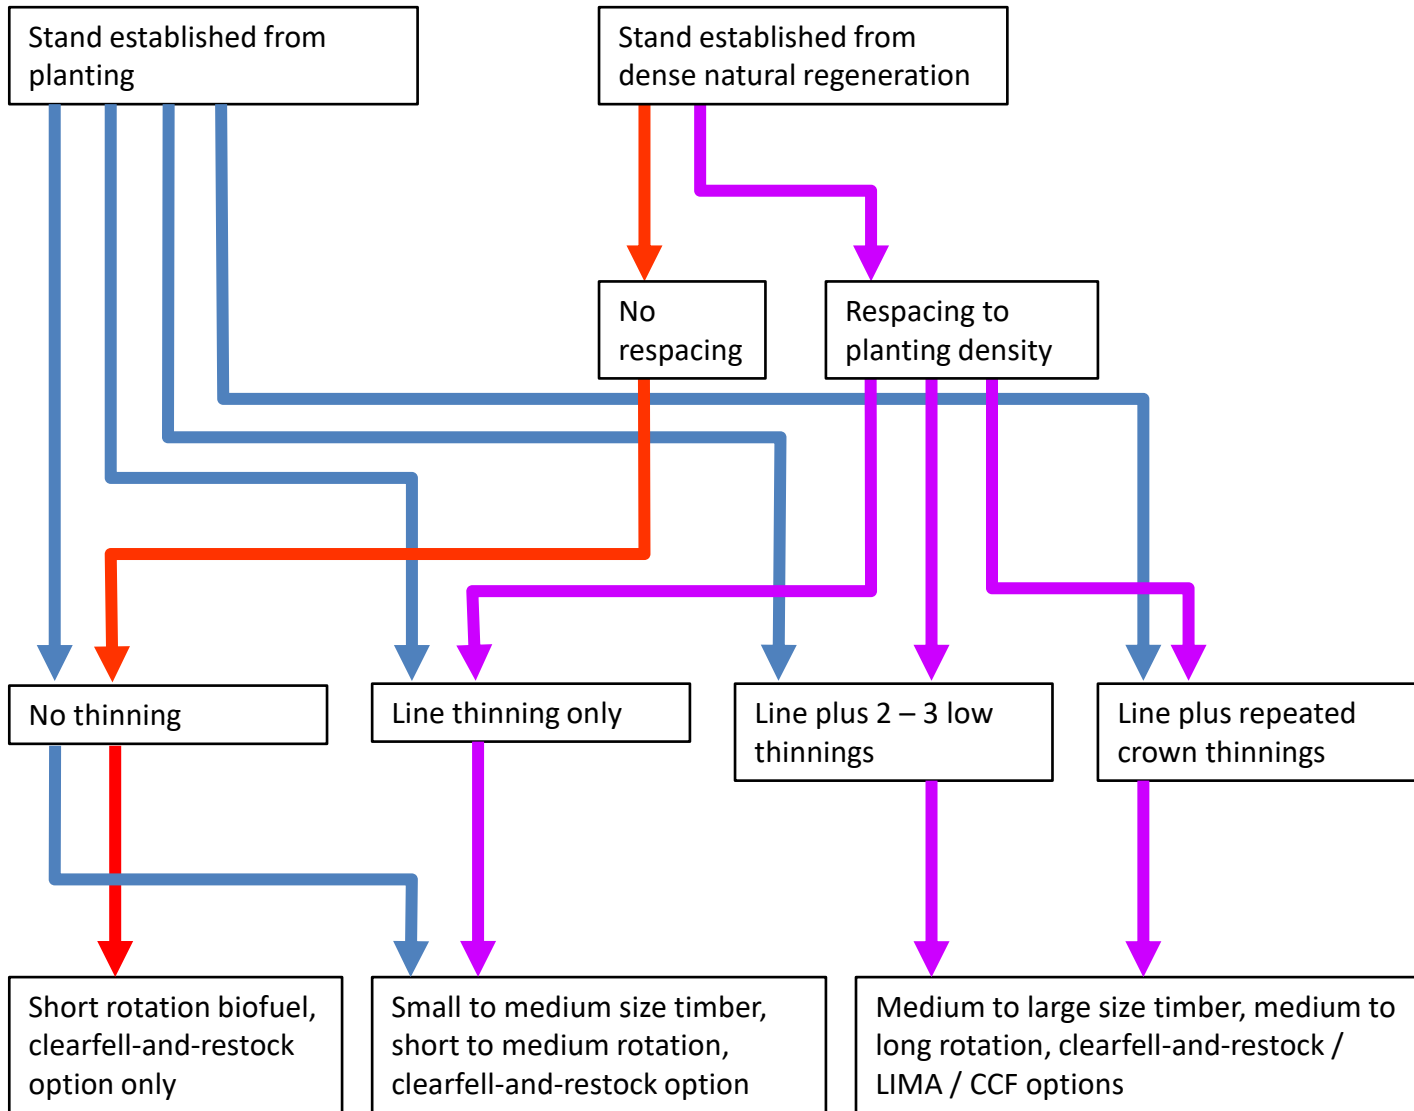 Stand established from
planting
Stand established from
dense natural regeneration
No
respacing
Respacing to
planting density
No thinning
Line thinning only
Line plus 2 – 3 low
thinnings
Line plus repeated
crown thinnings
Short rotation biofuel,
clearfell-and-restock
option only
Small to medium size timber,
short to medium rotation,
clearfell-and-restock option
Medium to large size timber, medium to
long rotation, clearfell-and-restock /
LIMA / CCF options